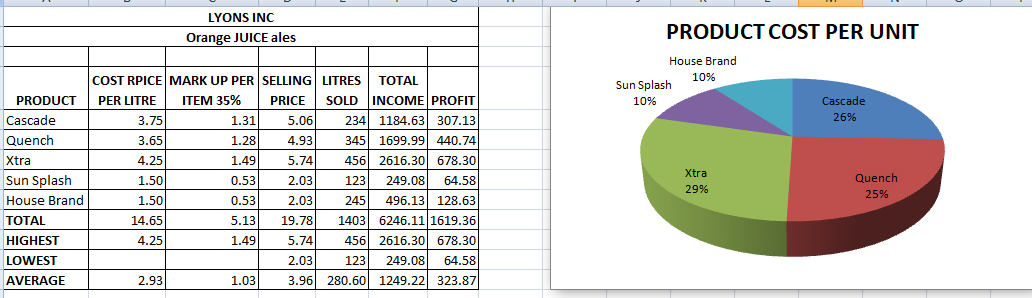 LYONS INC
Orange JUICE ales
COST RPICE MARK UP PER SELLING LITRES TOTAL
PRODUCT PER LITRE ITEM 35% PRICE SOLD INCOME PROFIT
Cascade 3.75 1.31 5.06 234 1184.63 307.13
Quench 3.65 1.28 4.93 345 1699.99 440.74
Xtra 4.25 1.49 5.74 456 2616.30 678.30
Sun Splash 1.50 0.53 2.03 123 249.08 64.58
House Brand 1.50 0.53 2.03 245 496.13 128.63
TOTAL 14.65 5.13 19.78 1403 6246.11 1619.36
HIGHEST 4.25 1.49 5.74 456 2616.30 678.30
LOWEST 2.03 123 249.08 64.58
AVERAGE 2.93 1.03 3.96 280.60 1249.22 323.87
PRODUCT COST PER UNIT
House Brand
10%
Sun Splash
10%
Cascade
26%
Xtra
29%
Quench
25%